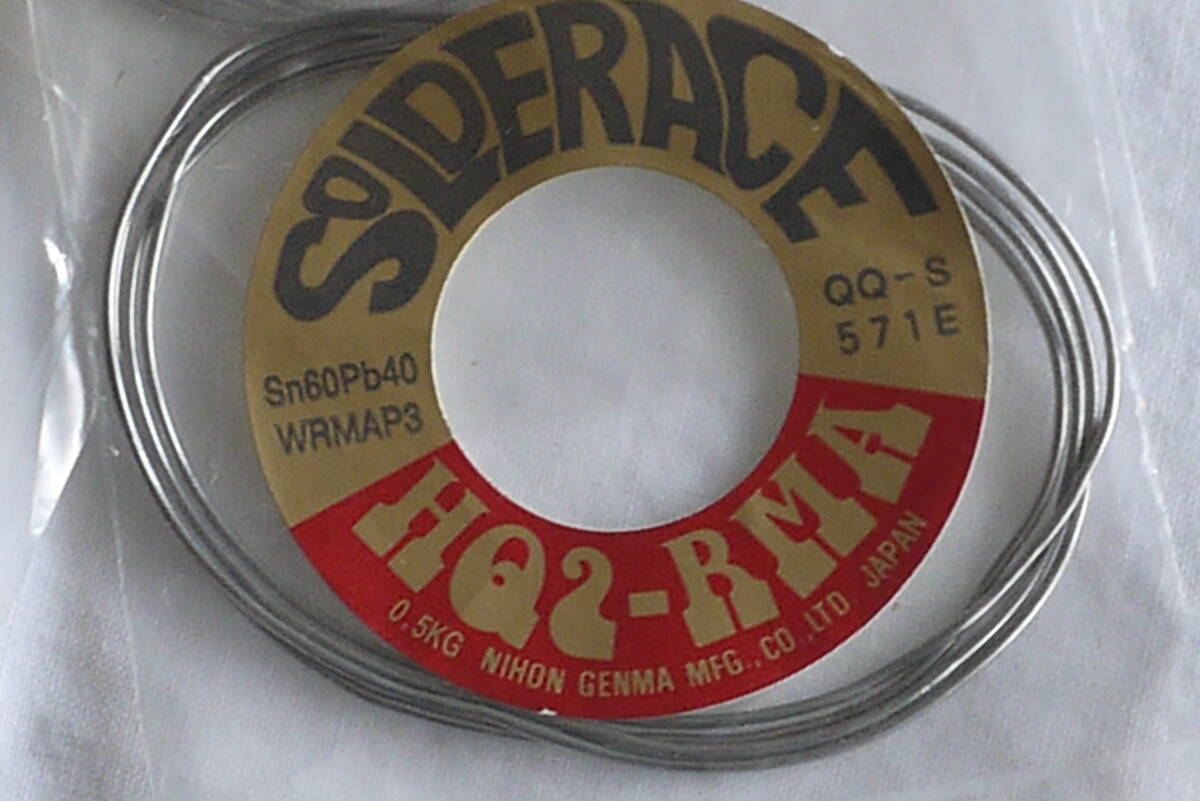 SOLDERACE
QQ-S
571E
Sn60Pb40
WRMAP3
HQ2-RMA
0.5KG NIHON GENMA MFG., CO., LTD. JAPAN